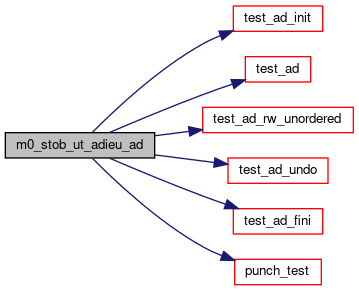 test_ad_init
test_ad
test_ad_rw_unordered
m0_stob_ut_adieu_ad
test_ad_undo
test_ad_fini
punch_test